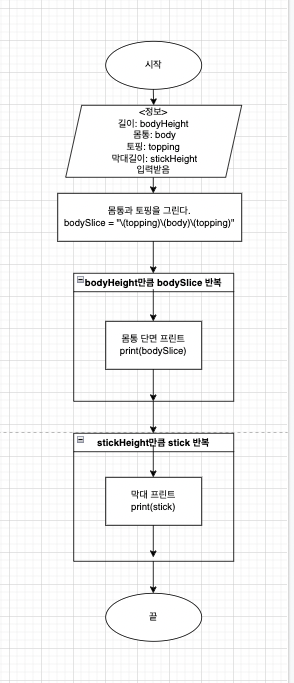 시작
<정보>
길이: bodyHeight
몸통: body
토핑: topping
막대길이: stickHeight
입력받음
몸통과 토핑을 그린다.
bodySlice = "\(topping)\(body)\(topping)"
bodyHeight만큼 bodySlice 반복
몸통 단면 프린트
print(bodySlice)
stickHeight만큼 stick 반복
막대 프린트
print(stick)
끝